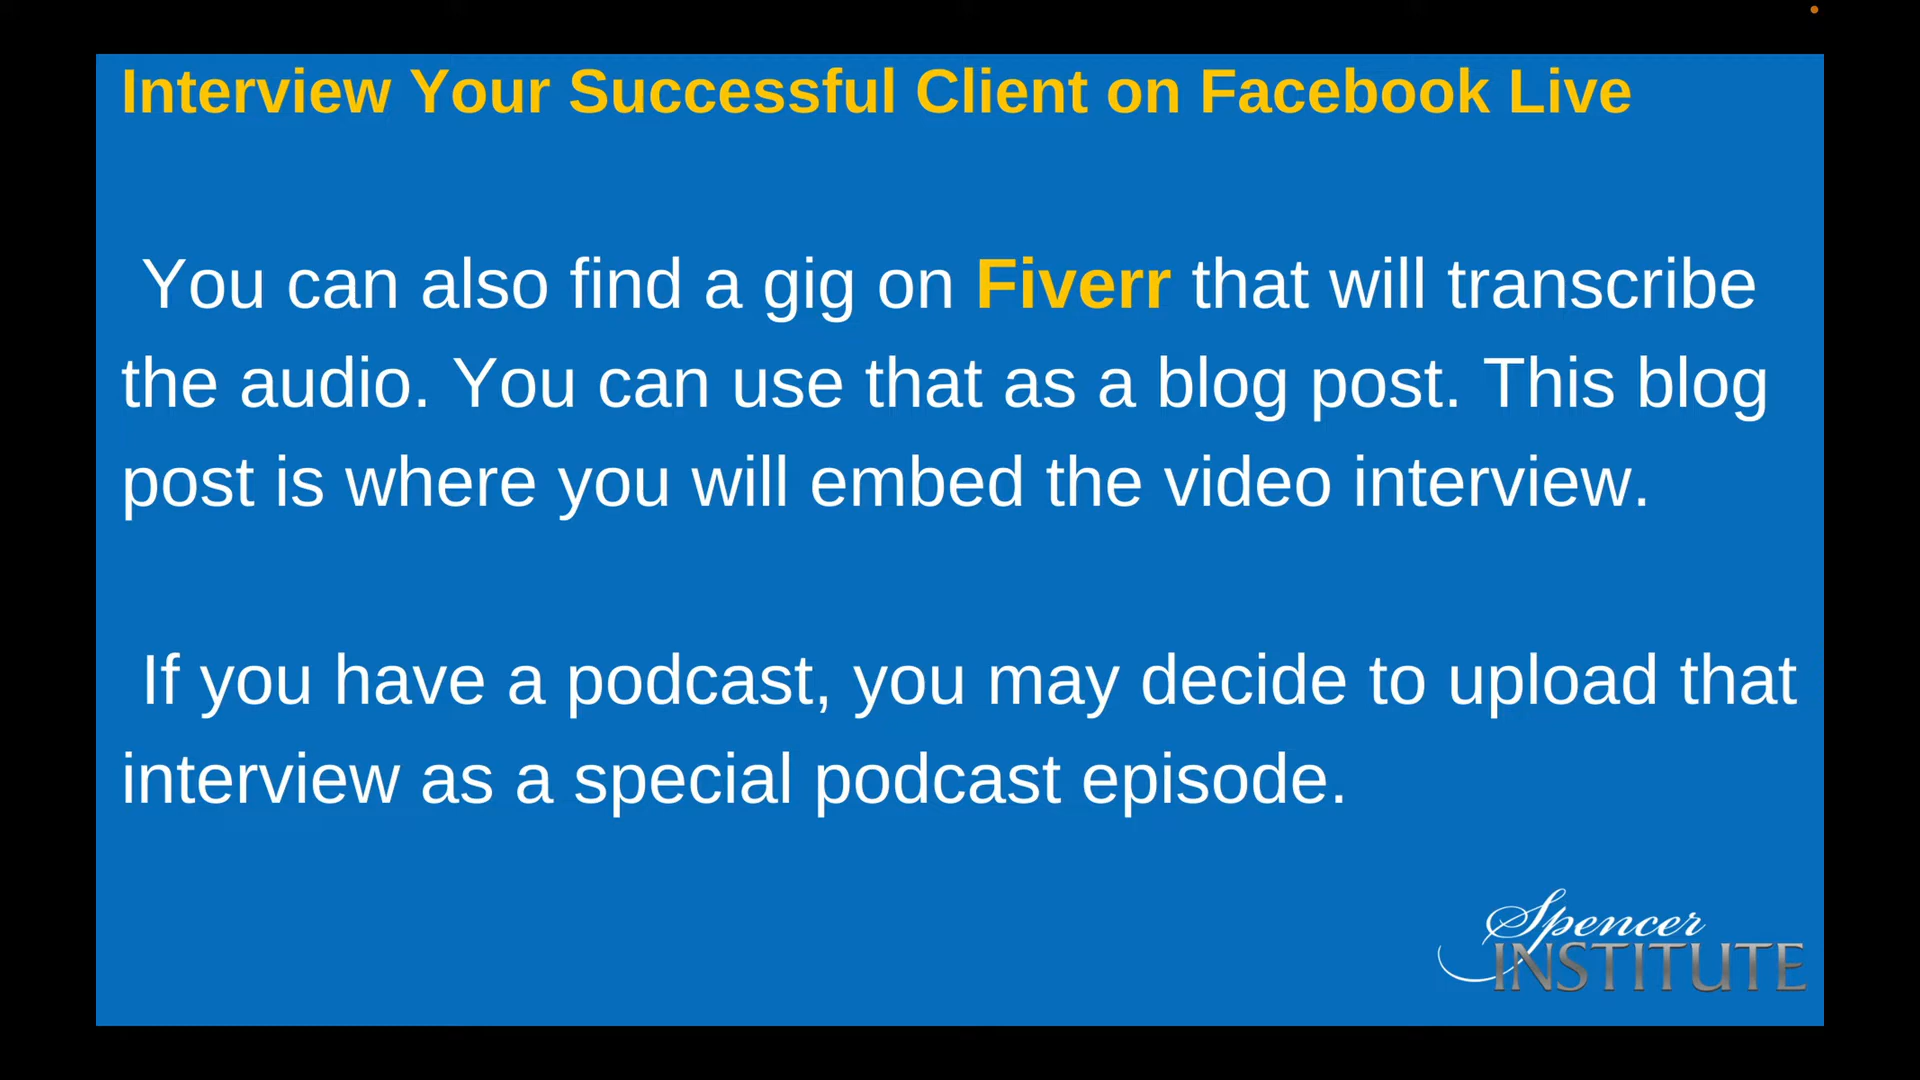 Interview Your Successful Client on Facebook Live
You can also find a gig on Fiverr that will transcribe
the audio. You can use that as a blog post. This blog
post is where you will embed the video interview.
If you have a podcast, you may decide to upload that
interview as a special podcast episode.
Spencer
INSTITUTE